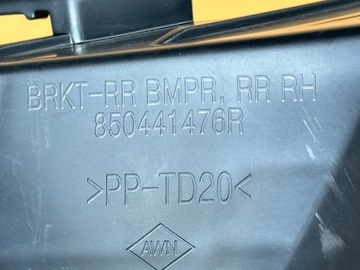 BRKT-RR BMPR, RR RH
850441476R
>PP-TD20<
AWN